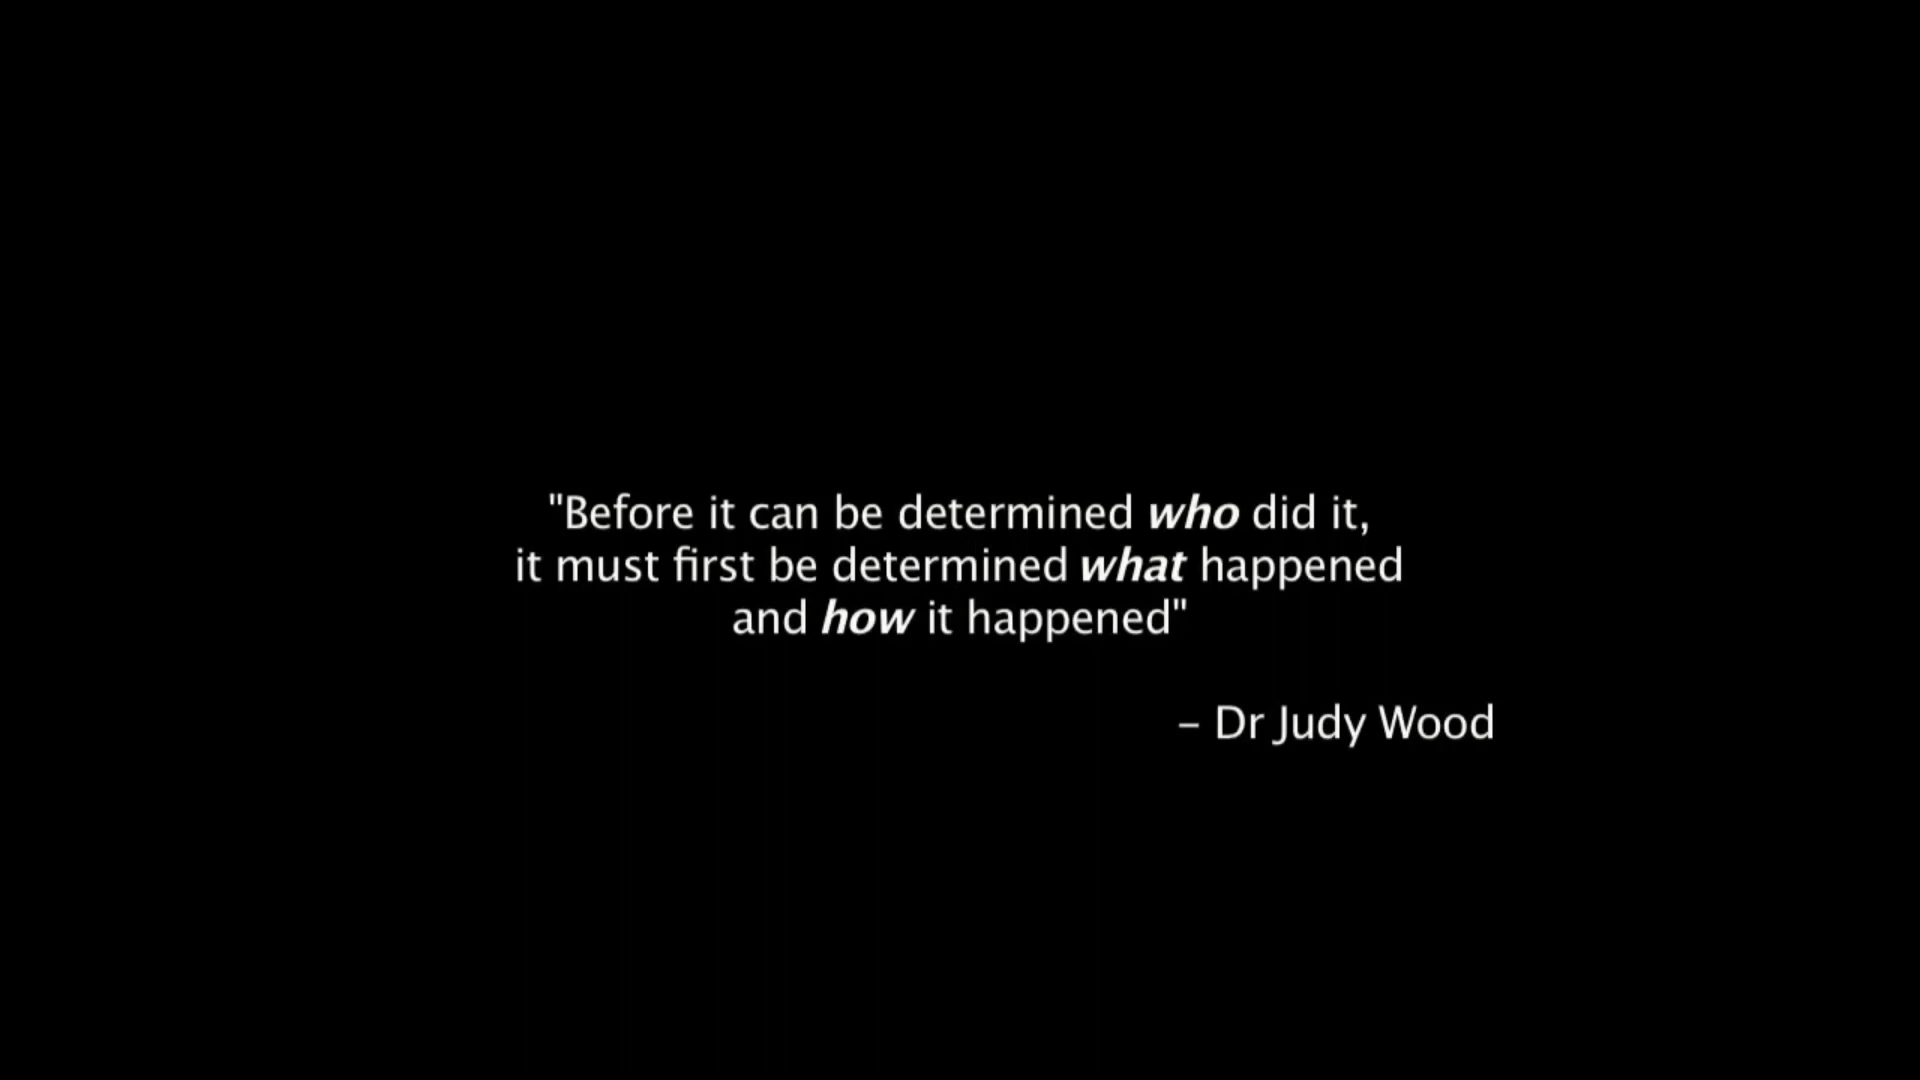 "Before it can be determined who did it,
it must first be determined what happened
and how it happened"
– Dr Judy Wood